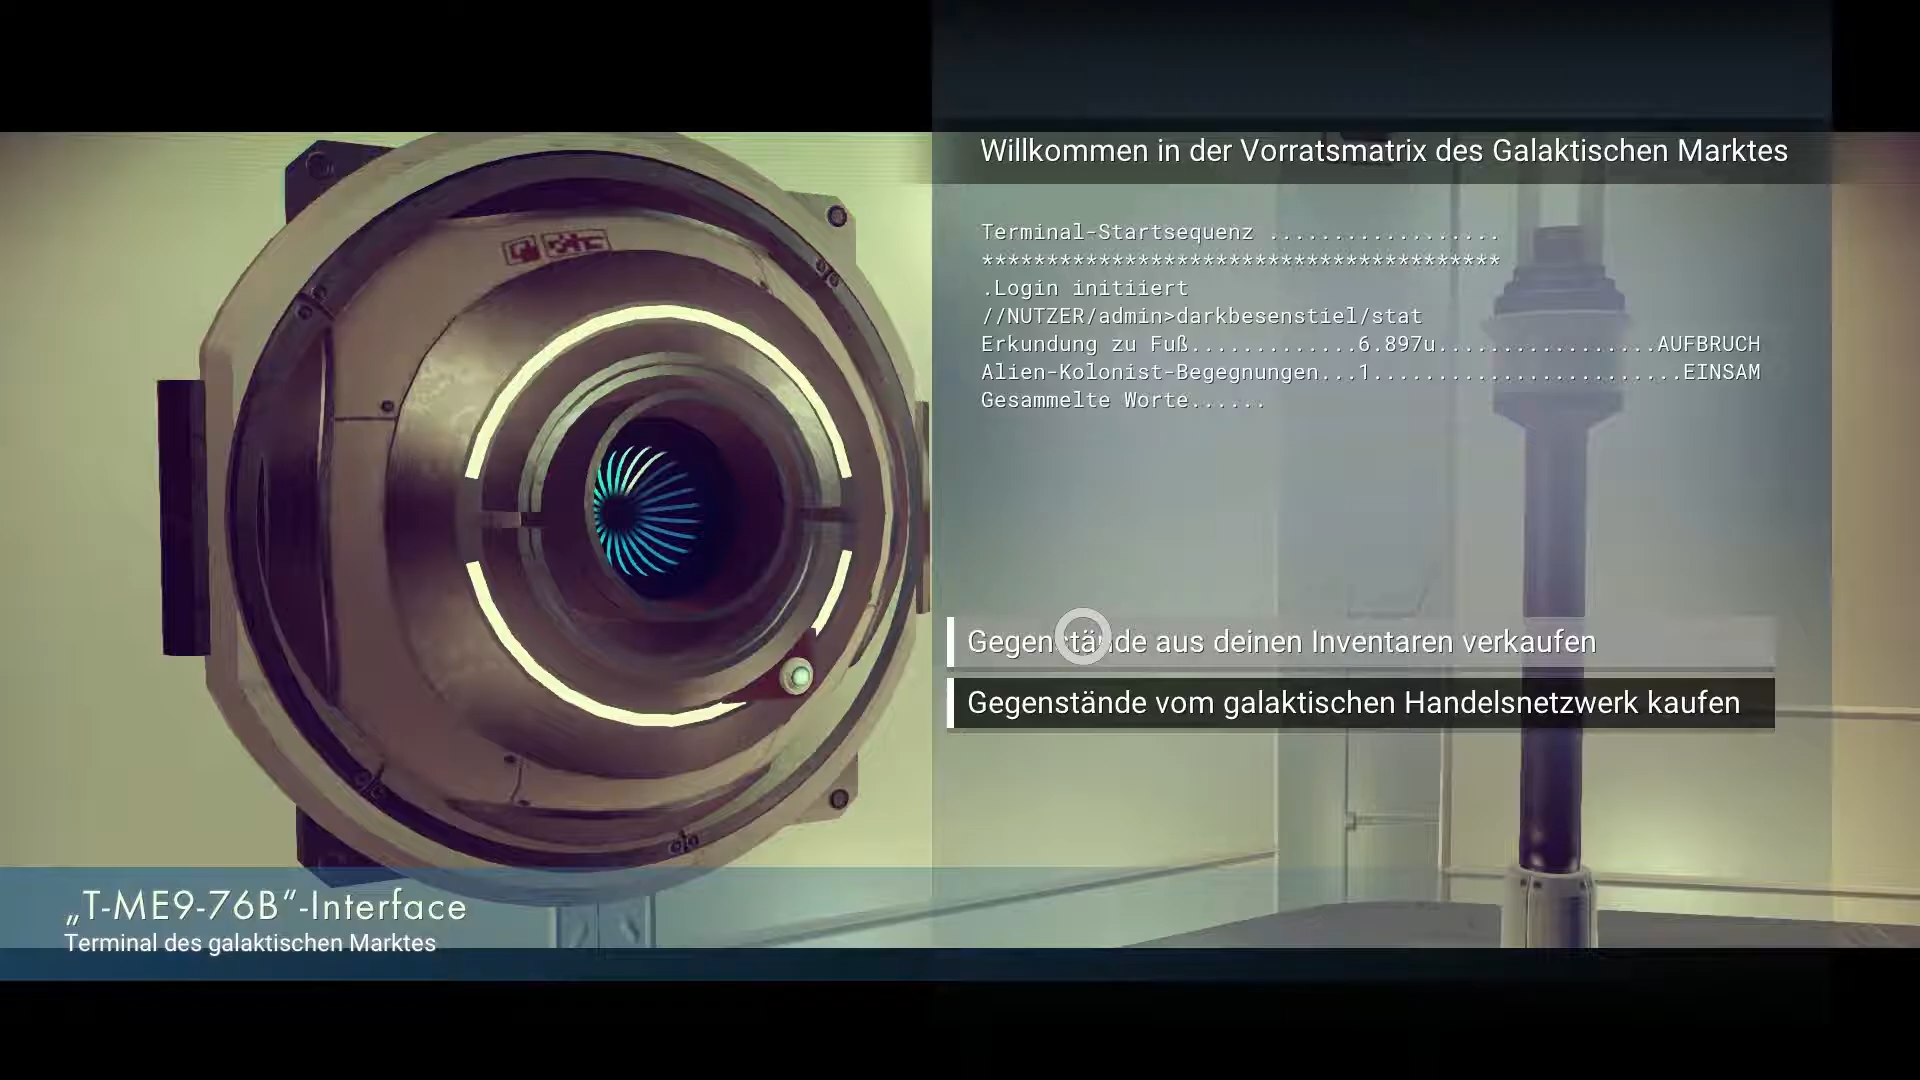 Willkommen in der Vorratsmatrix des Galaktischen Marktes
Terminal-Startsequenz ..................
****************************************
.Login initiiert
//NUTZER/admin>darkbesenstiel/stat
Erkundung zu Fuß.............6.897u.................AUFBRUCH
Alien-Kolonist-Begegnungen...1........................EINSAM
Gesammelte Worte......
Gegenstände aus deinen Inventaren verkaufen
Gegenstände vom galaktischen Handelsnetzwerk kaufen
„T-ME9-76B“-Interface
Terminal des galaktischen Marktes